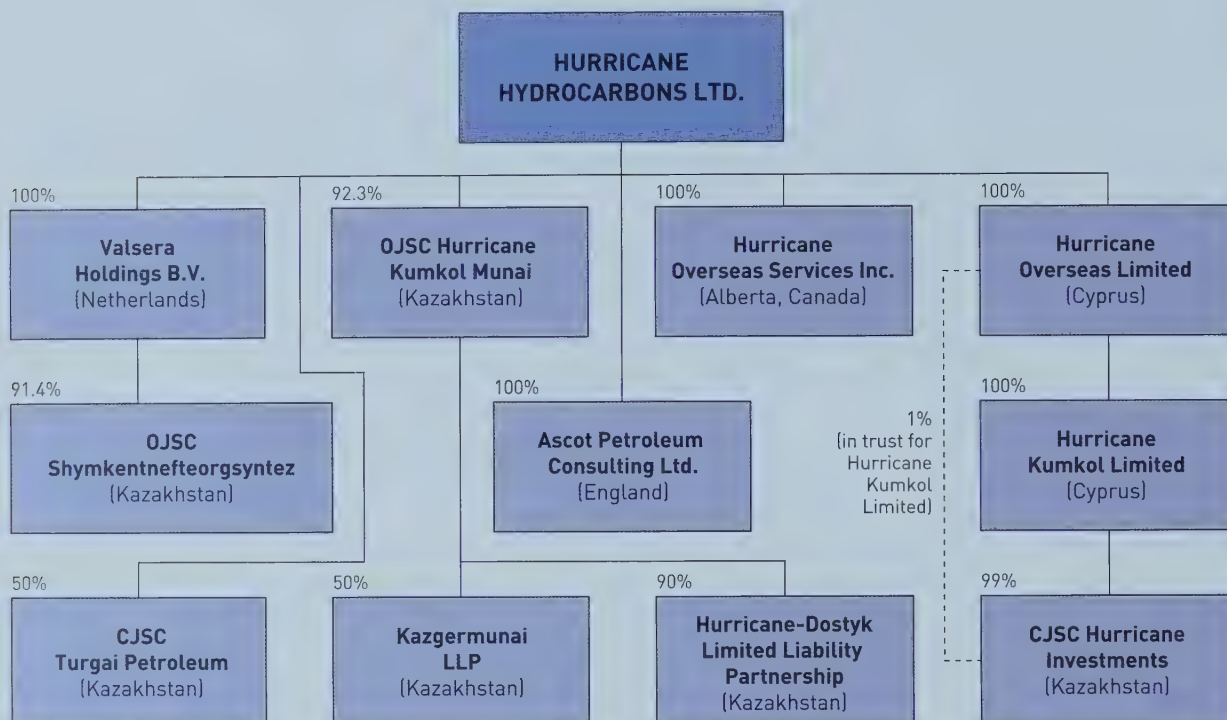 HURRICANE
HYDROCARBONS LTD.
100%
Valsera
Holdings B.V.
(Netherlands)
92.3%
OJSC Hurricane
Kumkol Munai
(Kazakhstan)
100%
Hurricane
Overseas Services Inc.
(Alberta, Canada)
100%
Hurricane
Overseas Limited
(Cyprus)
91.4%
OJSC
Shymkentnefteorgsyntez
(Kazakhstan)
100%
Ascot Petroleum
Consulting Ltd.
(England)
1%
(in trust for
Hurricane
Kumkol
Limited)
100%
Hurricane
Kumkol Limited
(Cyprus)
50%
CJSC
Turgai Petroleum
(Kazakhstan)
50%
Kazgermunai
LLP
(Kazakhstan)
90%
Hurricane-Dostyk
Limited Liability
Partnership
(Kazakhstan)
99%
CJSC Hurricane
Investments
(Kazakhstan)